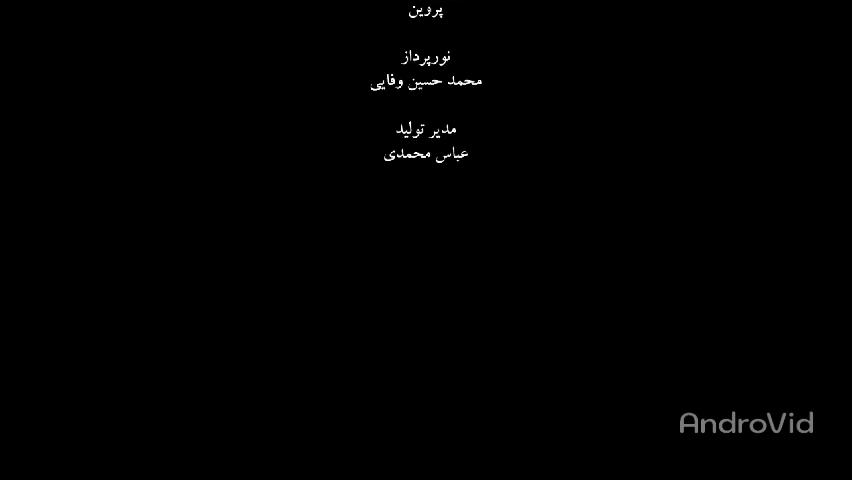 پروین
نورپرداز
محمد حسین وفایی
مدیر تولید
عباس محمدی
AndroVid